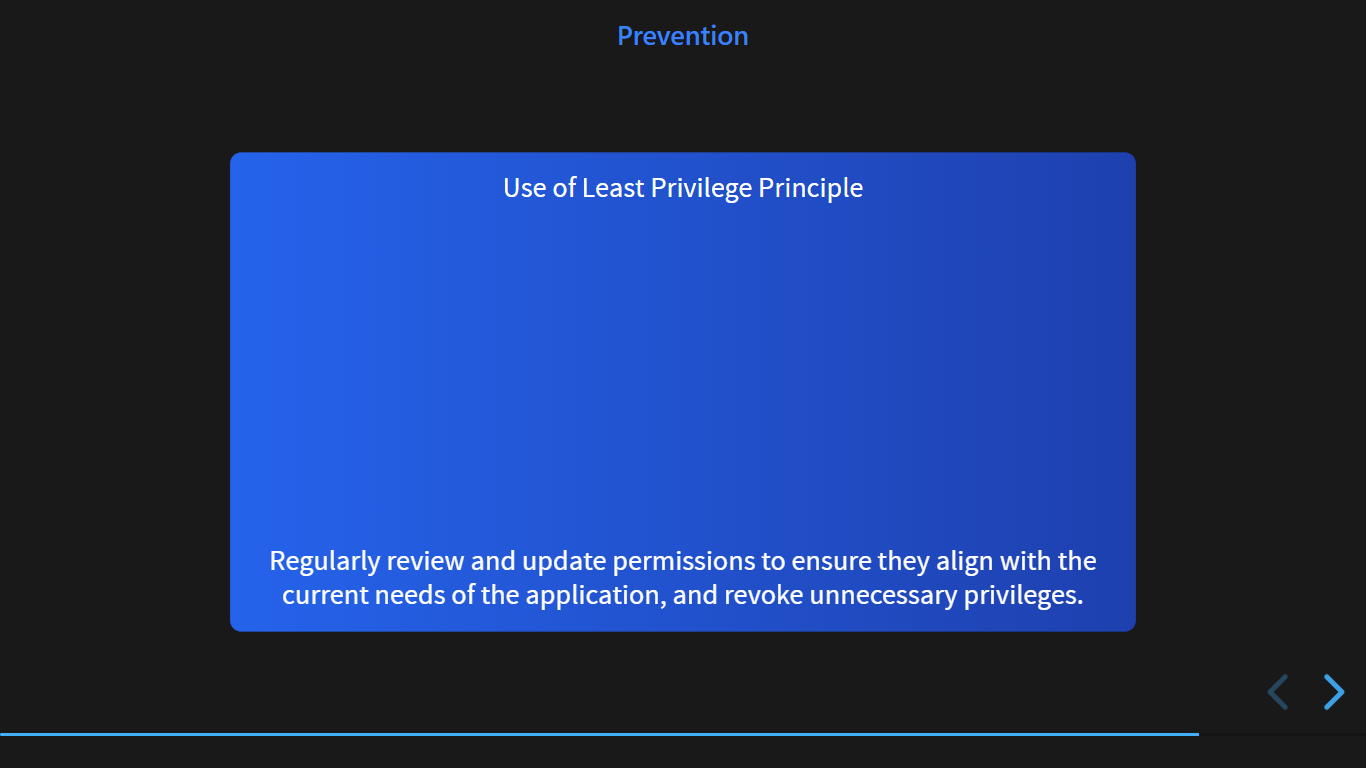 Prevention
Use of Least Privilege Principle
Regularly review and update permissions to ensure they align with the
current needs of the application, and revoke unnecessary privileges.